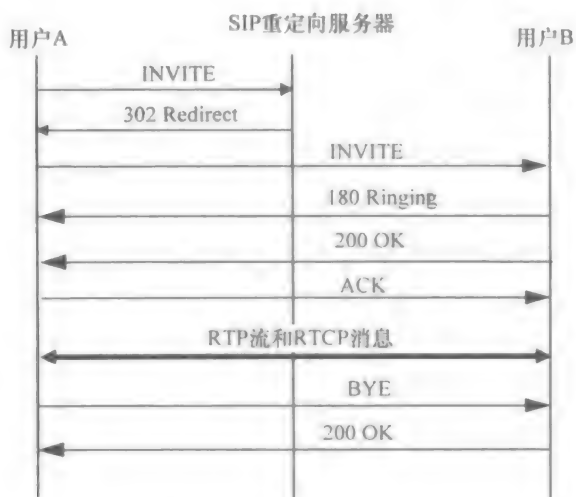 SIP重定向服务器
用户A
用户B
INVITE
302 Redirect
INVITE
180 Ringing
200 OK
ACK
RTP流和RTCP消息
BYE
200 OK